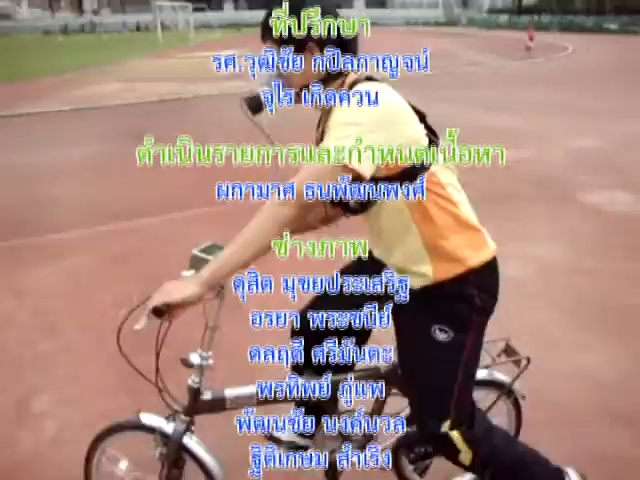 ที่ปรึกษา
รศ.วุฒิชัย กปิลกาญจน์
จุไร เกิดควน
ดำเนินรายการและกำหนดเนื้อหา
ผกามาศ ธนพัฒนพงศ์
ช่างภาพ
ดุสิต มุขยประเสริฐ
อรยา พระชนีย์
ดลฤดี ศรีมันตะ
พรทิพย์ ภู่แพ
พัฒนชัย นงค์นวล
ฐิติเกษม สำเริง